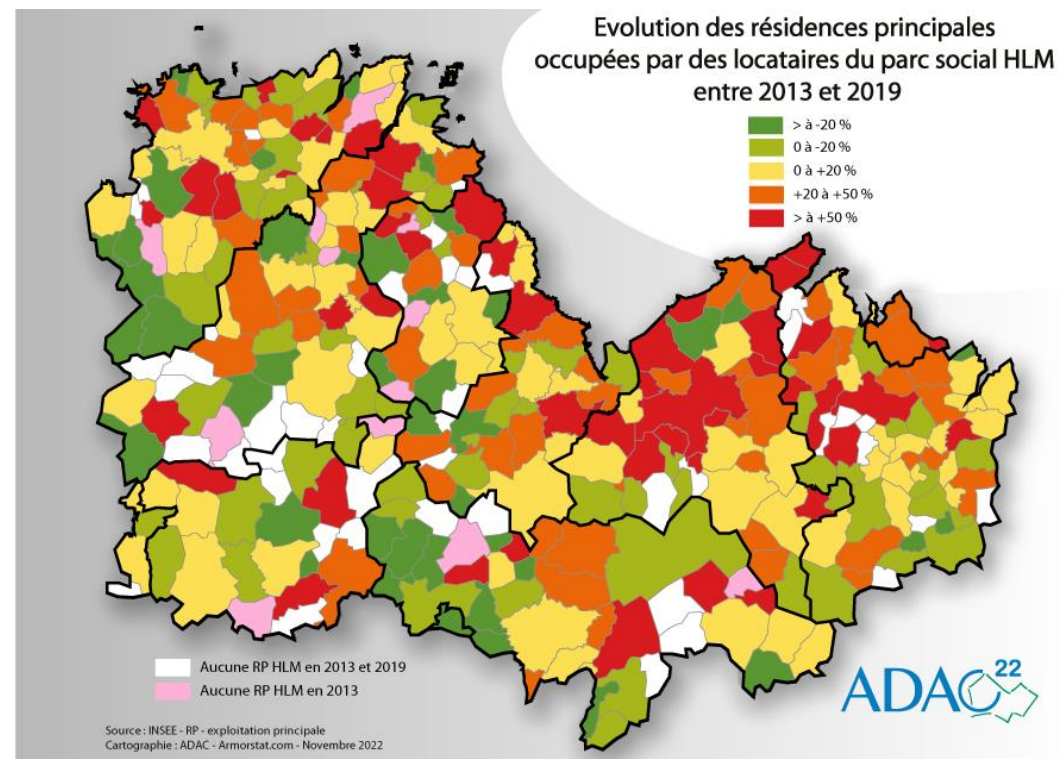 Evolution des résidences principales
occupées par des locataires du parc social HLM
entre 2013 et 2019
> à -20 %
0 à -20 %
0 à +20 %
+20 à +50 %
> à +50 %
Aucune RP HLM en 2013 et 2019
Aucune RP HLM en 2013
Source : INSEE - RP - exploitation principale
Cartographie : ADAC - Armorstat.com - Novembre 2022
ADAC 22